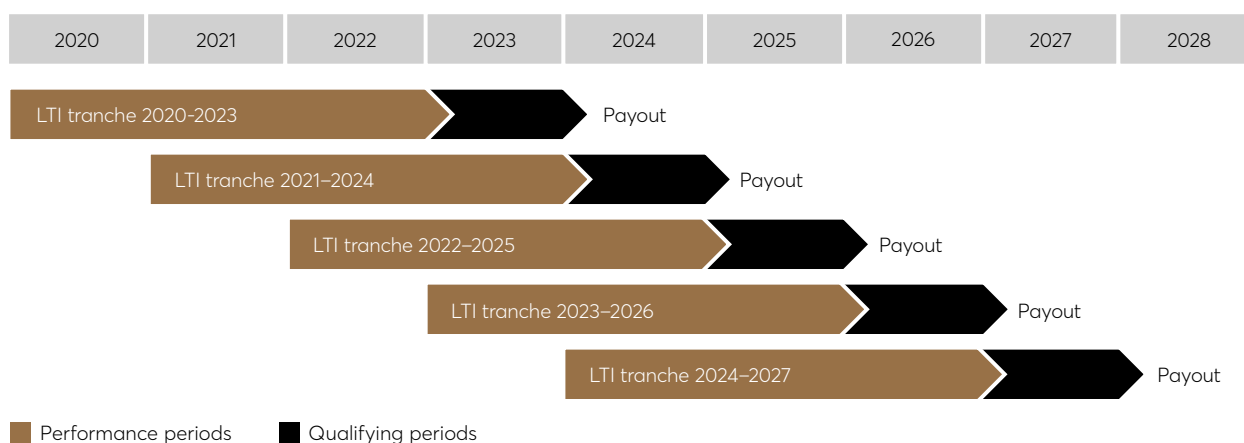 2020 2021 2022 2023 2024 2025 2026 2027 2028
LTI tranche 2020-2023 Payout
LTI tranche 2021–2024 Payout
LTI tranche 2022–2025 Payout
LTI tranche 2023–2026 Payout
LTI tranche 2024–2027 Payout
Performance periods Qualifying periods